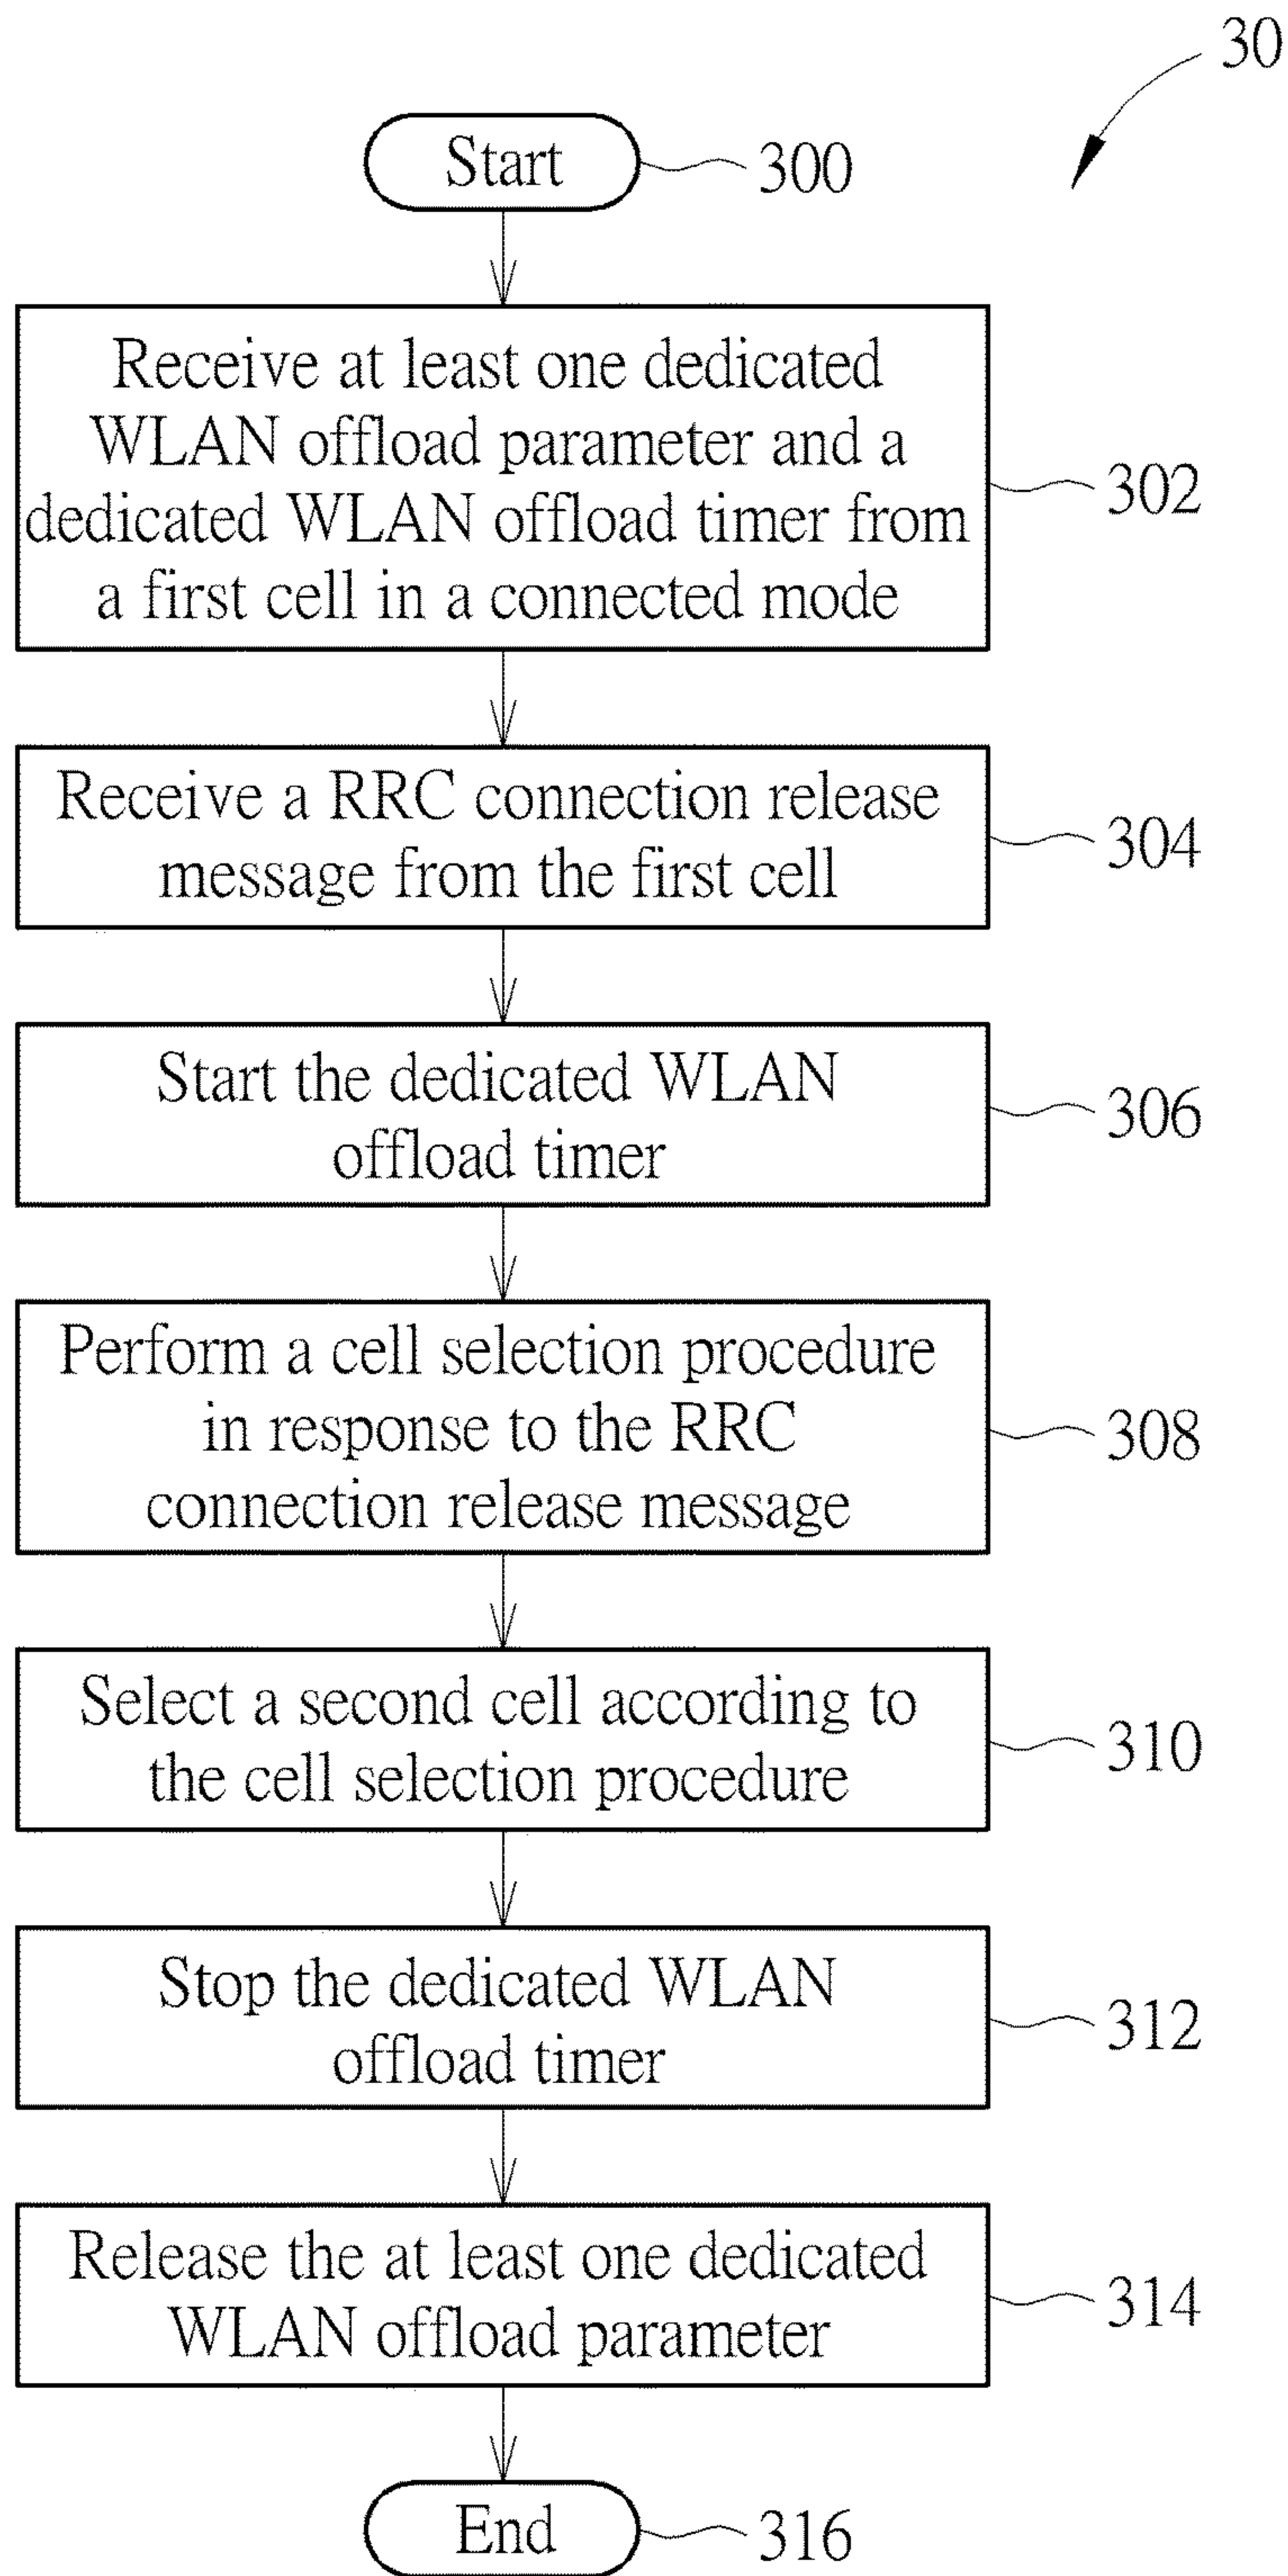 30
Start
300
Receive at least one dedicated
WLAN offload parameter and a
dedicated WLAN offload timer from
a first cell in a connected mode
302
Receive a RRC connection release
message from the first cell
304
Start the dedicated WLAN
offload timer
306
Perform a cell selection procedure
in response to the RRC
connection release message
308
Select a second cell according to
the cell selection procedure
310
Stop the dedicated WLAN
offload timer
312
Release the at least one dedicated
WLAN offload parameter
314
End
316